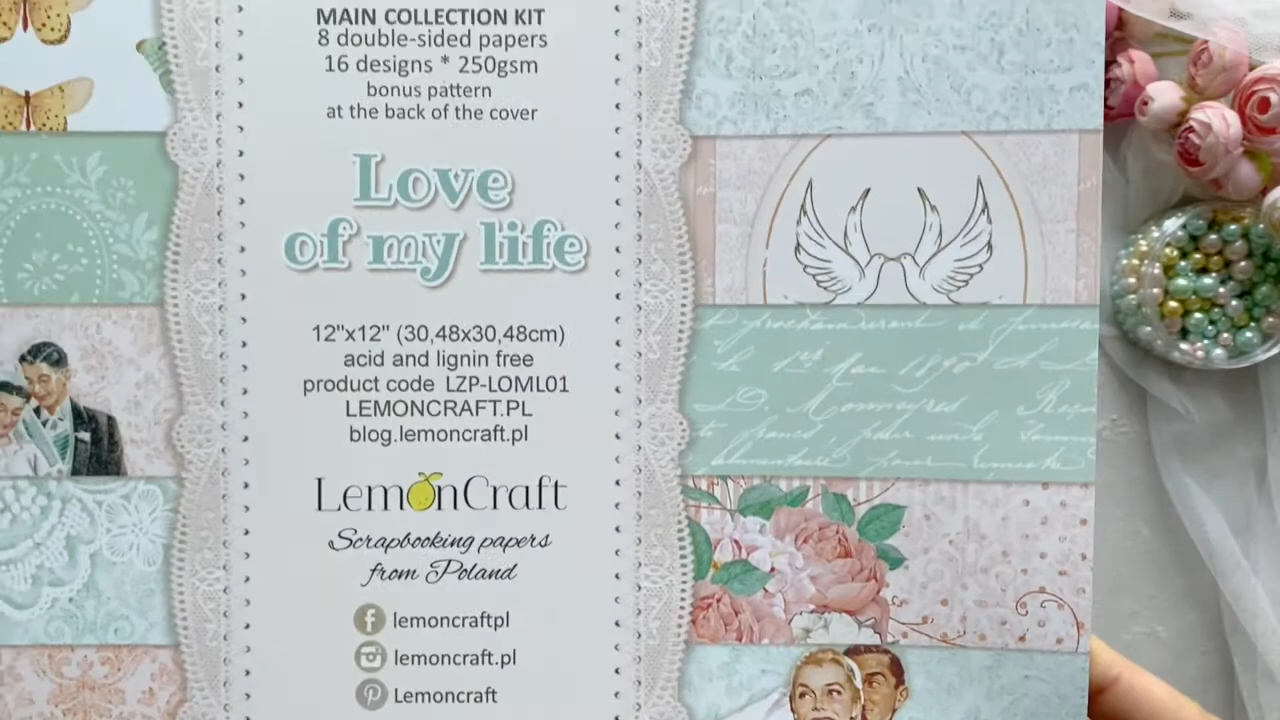 MAIN COLLECTION KIT
8 double-sided papers
16 designs * 250gsm
bonus pattern
at the back of the cover
Love
of my life
12"x12" (30,48x30,48cm)
acid and lignin free
product code LZP-LOML01
LEMONCRAFT.PL
blog.lemoncraft.pl
LemonCraft
Scrapbooking papers
from Poland
lemoncraftpl
lemoncraft.pl
Lemoncraft